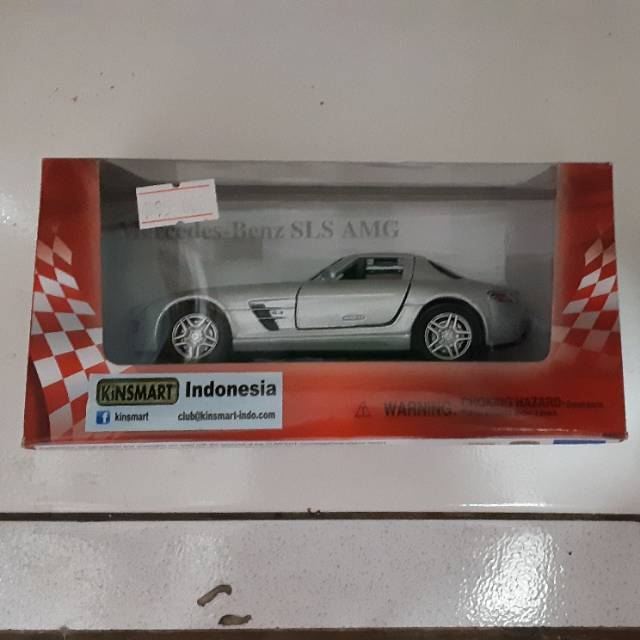 Mercedes-Benz SLS AMG
KiNSMART Indonesia
f kinsmart club@kinsmart-indo.com
WARNING: CHOKING HAZARD-